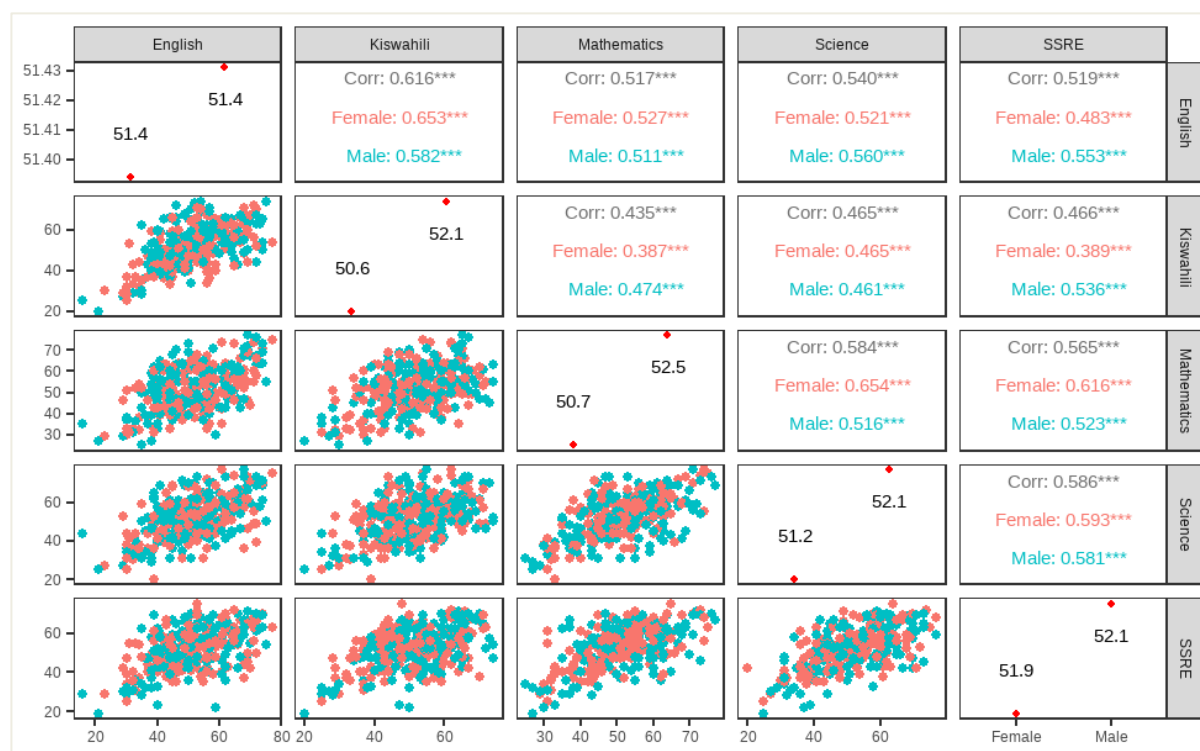 English Kiswahili Mathematics Science SSRE
51.43
51.42
51.41
51.40
51.4
51.4
Corr: 0.616***
Female: 0.653***
Male: 0.582***
Corr: 0.517***
Female: 0.527***
Male: 0.511***
Corr: 0.540***
Female: 0.521***
Male: 0.560***
Corr: 0.519***
Female: 0.483***
Male: 0.553***
English
60
40
20
52.1
50.6
Corr: 0.435***
Female: 0.387***
Male: 0.474***
Corr: 0.465***
Female: 0.465***
Male: 0.461***
Corr: 0.466***
Female: 0.389***
Male: 0.536***
Kiswahili
70
60
50
40
30
52.5
50.7
Corr: 0.584***
Female: 0.654***
Male: 0.516***
Corr: 0.565***
Female: 0.616***
Male: 0.523***
Mathematics
60
40
20
52.1
51.2
Corr: 0.586***
Female: 0.593***
Male: 0.581***
Science
60
40
20
52.1
51.9
SSRE
20 40 60 80 20 40 60 30 40 50 60 70 20 40 60 Female Male